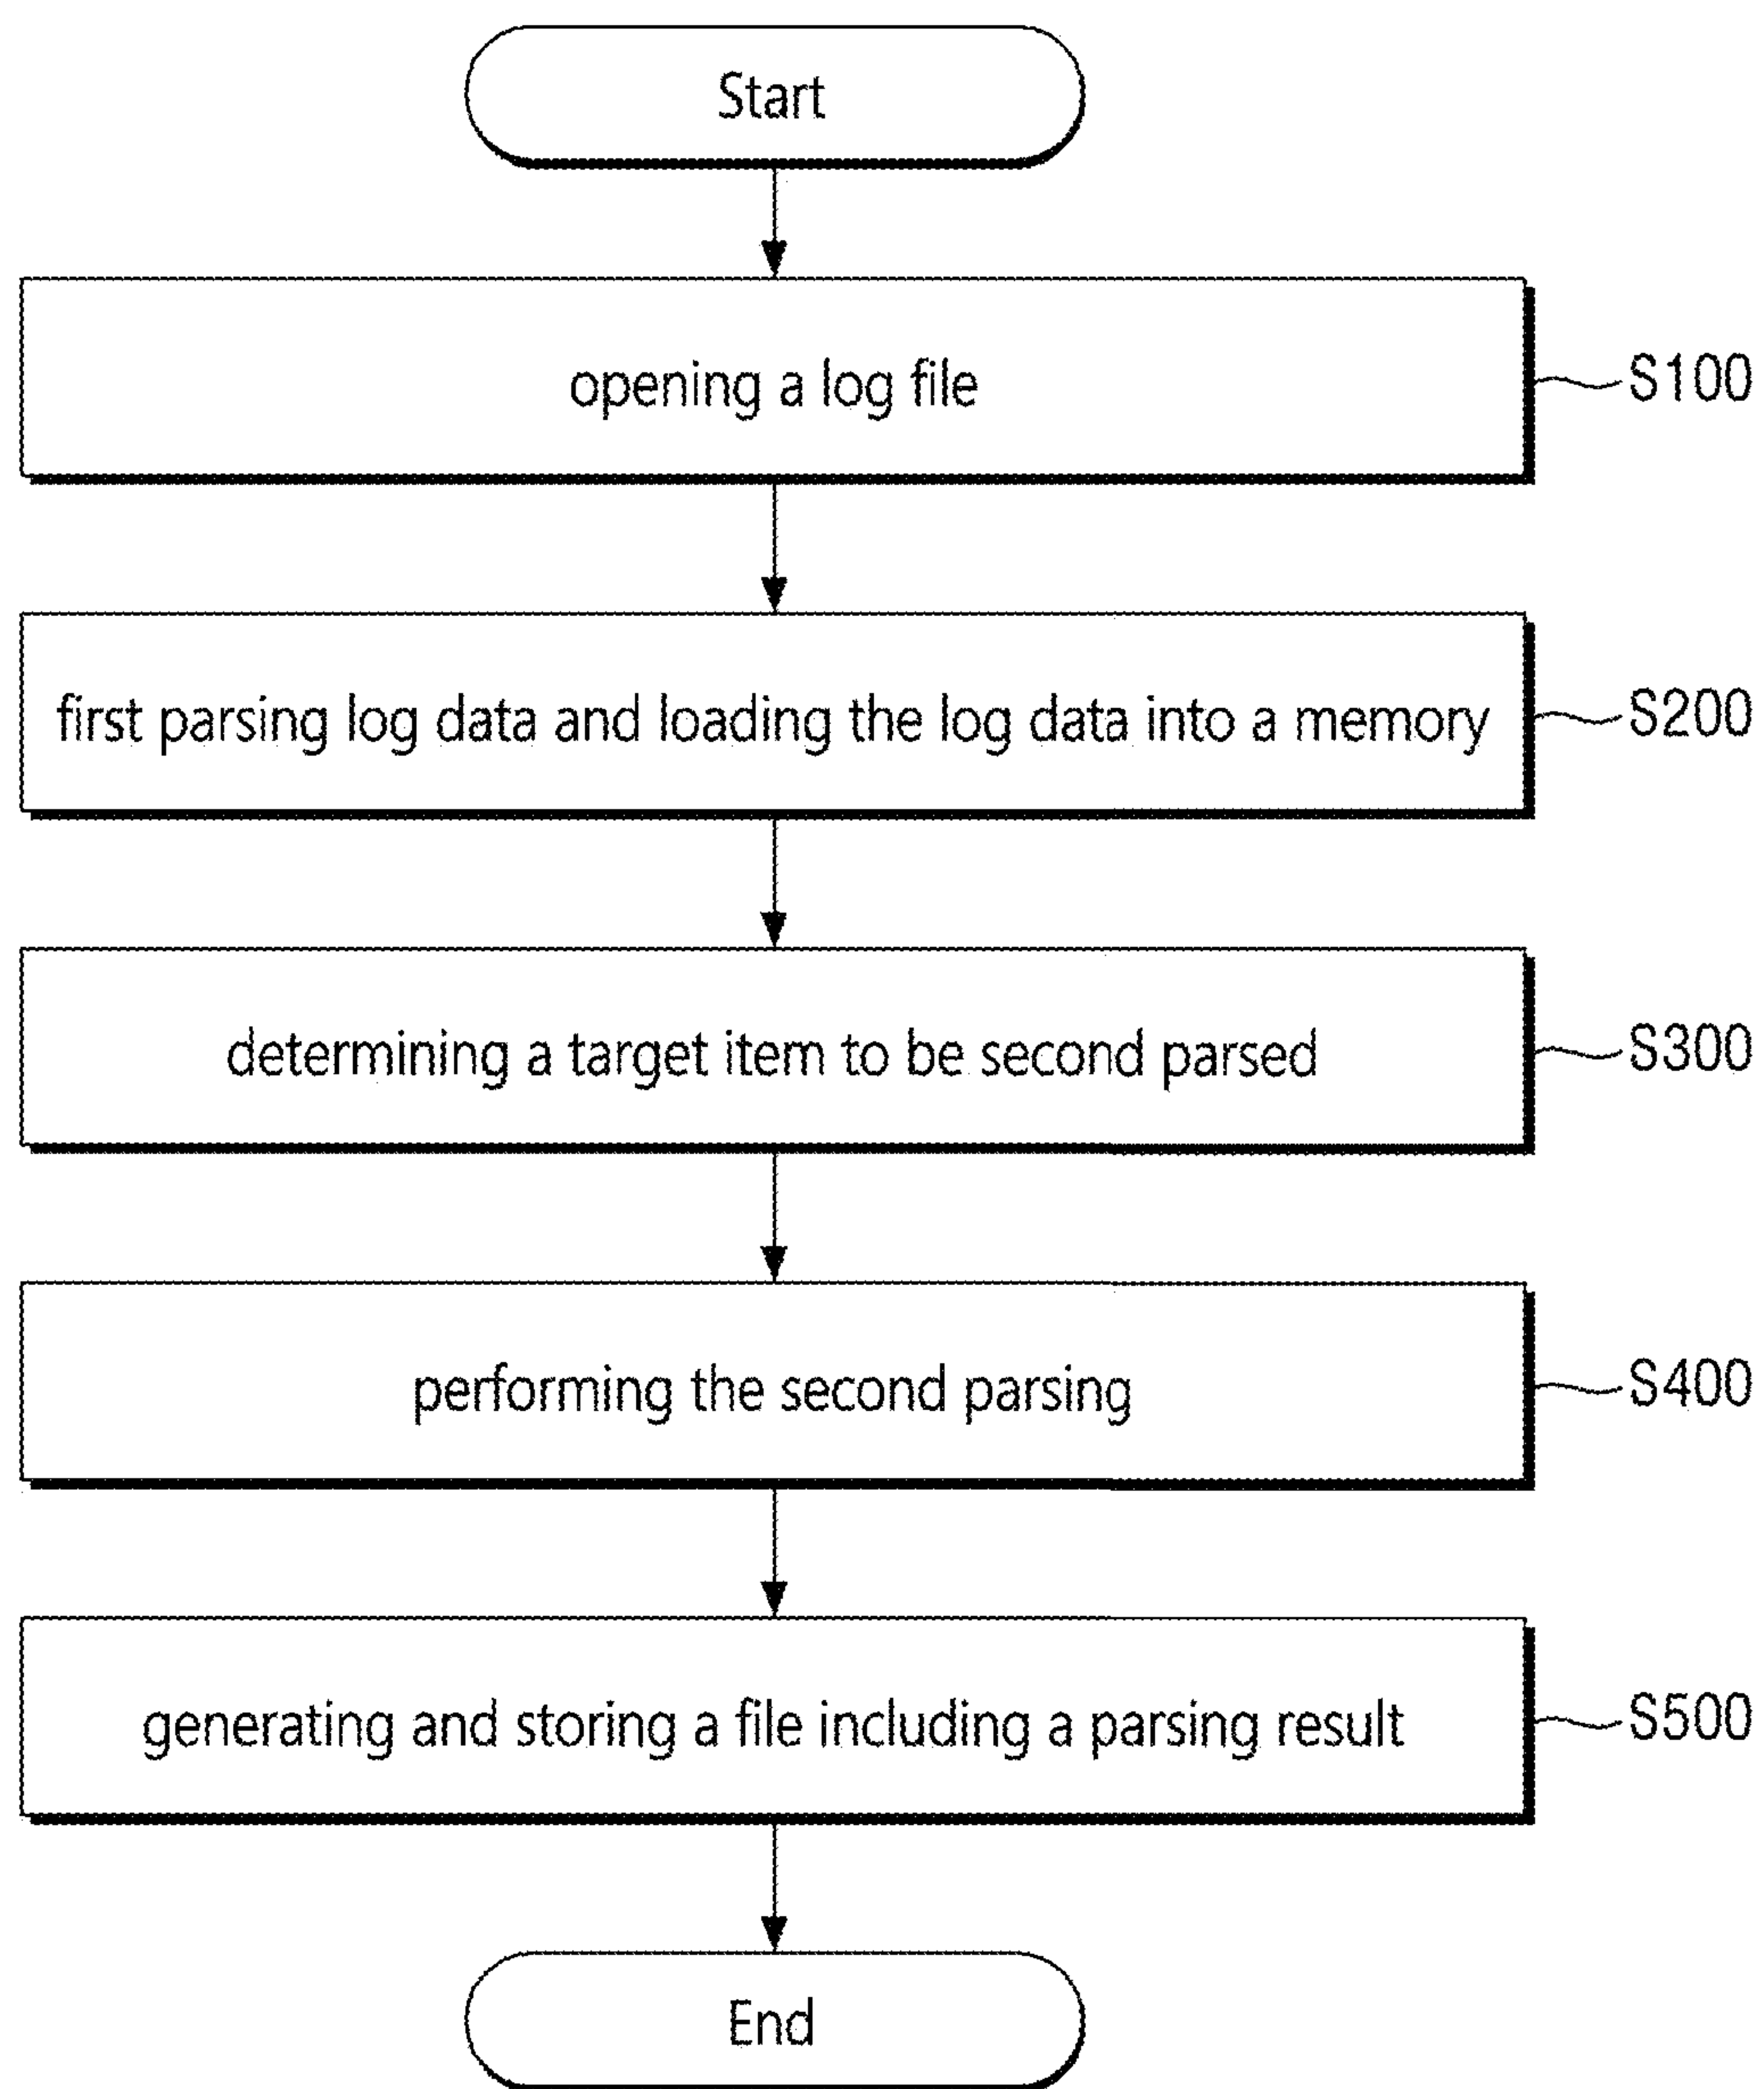 Start
opening a log file
S100
first parsing log data and loading the log data into a memory
S200
determining a target item to be second parsed
S300
performing the second parsing
S400
generating and storing a file including a parsing result
S500
End